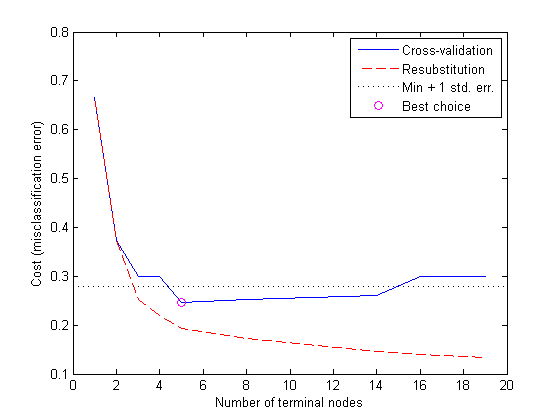 0.8
0.7
0.6
0.5
0.4
0.3
0.2
0.1
Cost (misclassification error)
0 2 4 6 8 10 12 14 16 18 20
Number of terminal nodes
Cross-validation
Resubstitution
Min + 1 std. err.
Best choice